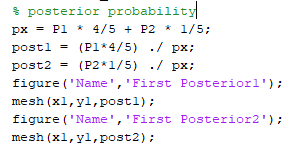 % posterior probability
px = P1 * 4/5 + P2 * 1/5;
post1 = (P1*4/5) ./ px;
post2 = (P2*1/5) ./ px;
figure('Name','First Posterior1');
mesh(x1,y1,post1);
figure('Name','First Posterior2');
mesh(x1,y1,post2);